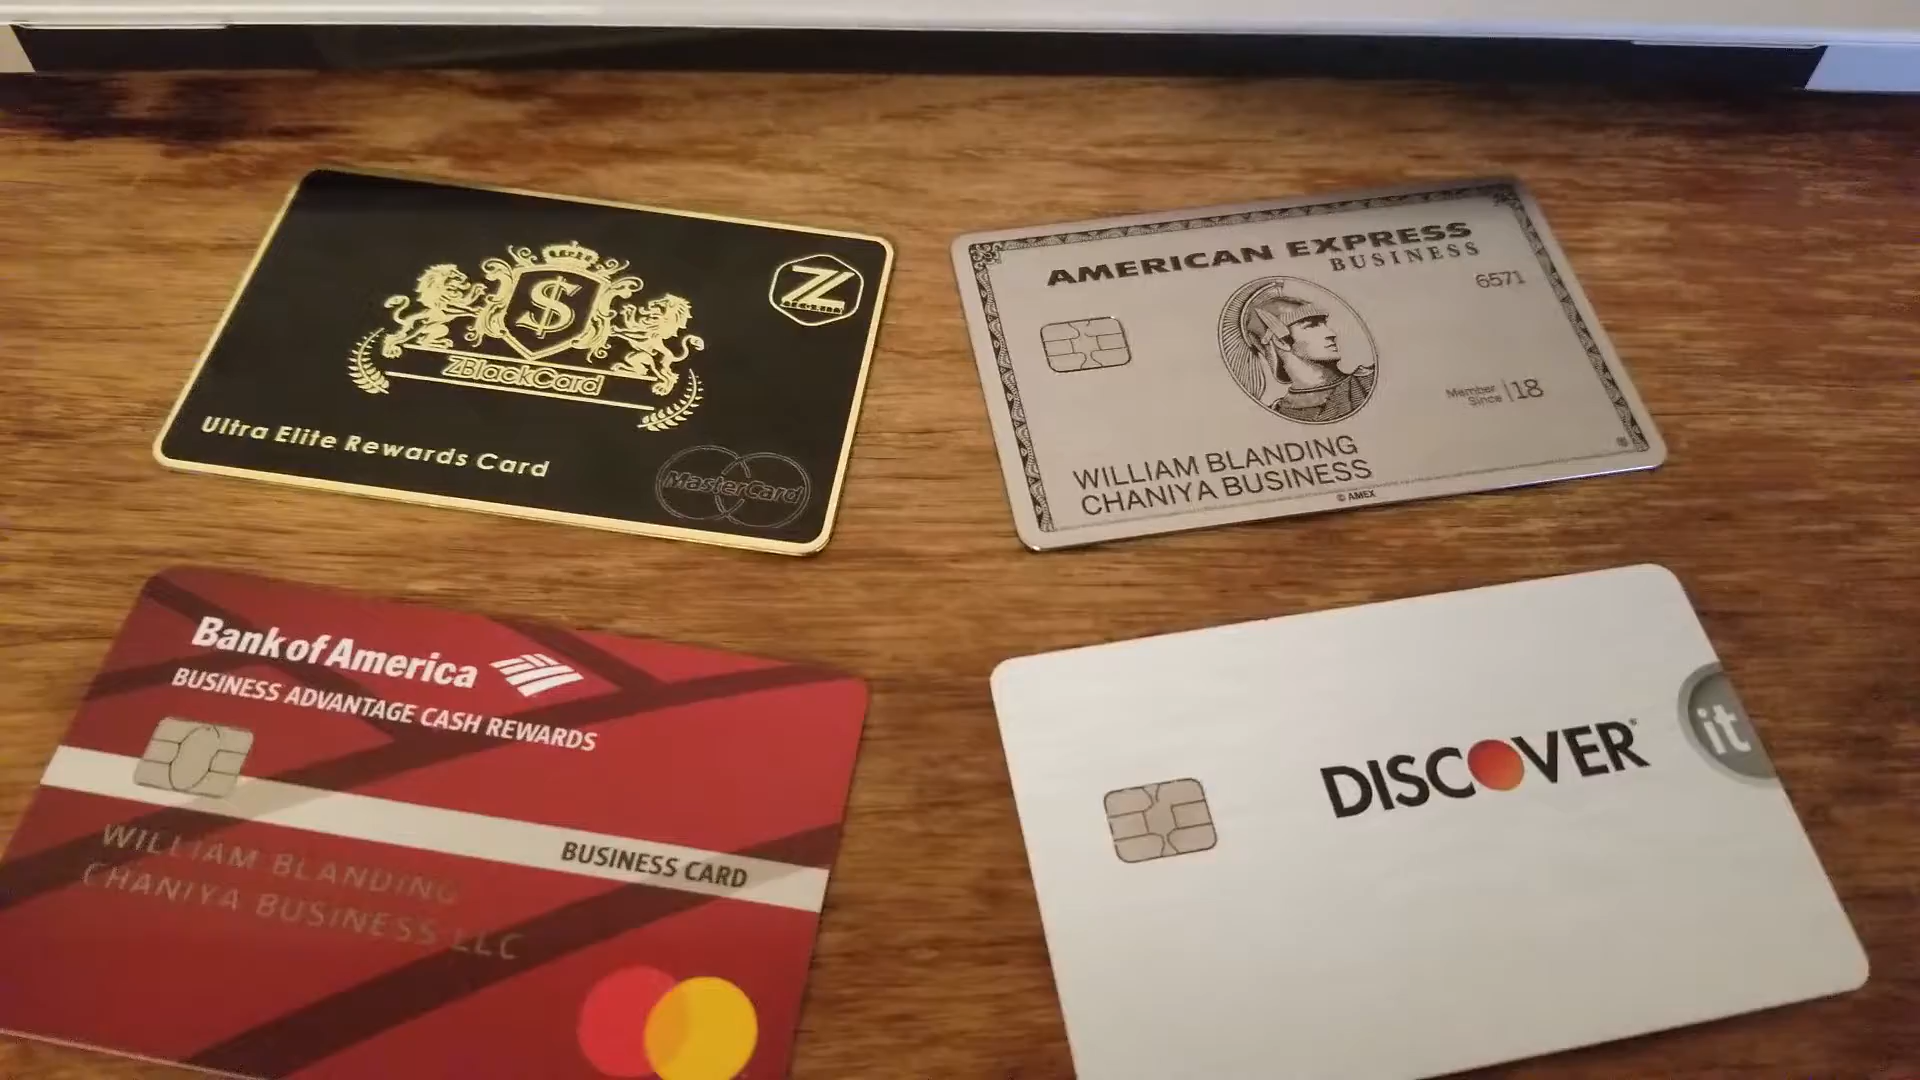 $
ZBlackCard
Z
Ultra Elite Rewards Card
MasterCard
AMERICAN EXPRESS
BUSINESS
6571
Member
Since 18
WILLIAM BLANDING
CHANIYA BUSINESS
© AMEX
Bank of America
BUSINESS ADVANTAGE CASH REWARDS
BUSINESS CARD
WILLIAM BLANDING
CHANIYA BUSINESS LLC
DISCOVER
it